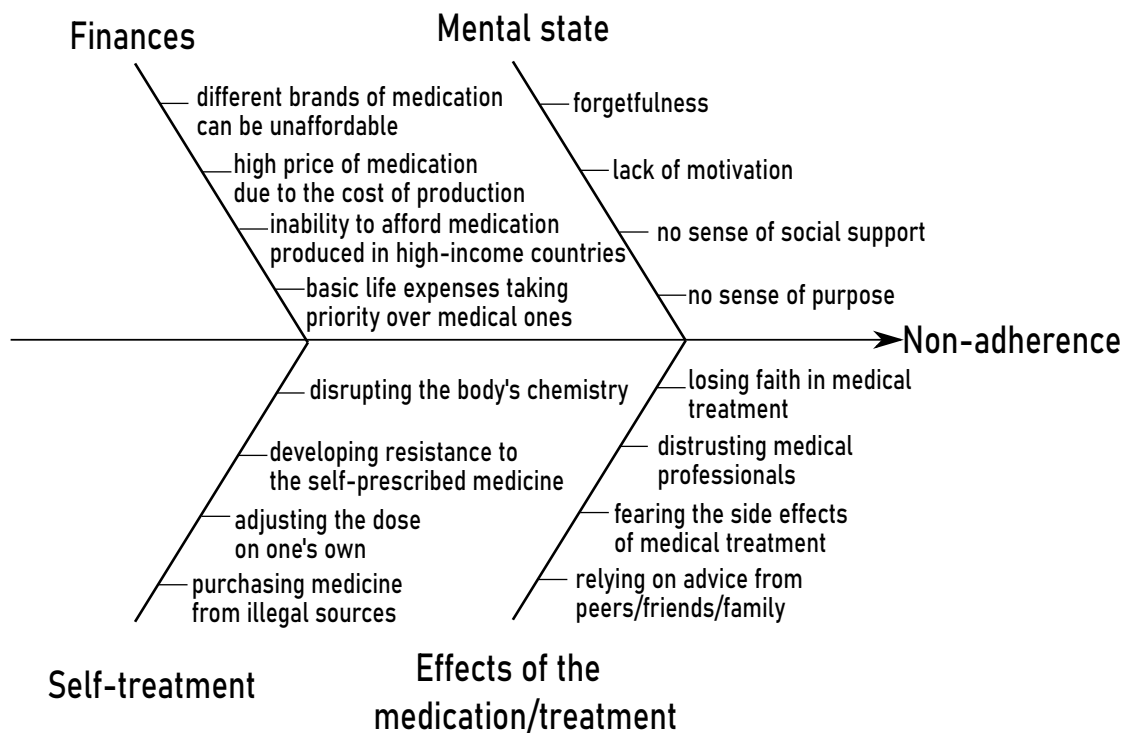 Finances
different brands of medication
can be unaffordable
high price of medication
due to the cost of production
inability to afford medication
produced in high-income countries
basic life expenses taking
priority over medical ones
Mental state
forgetfulness
lack of motivation
no sense of social support
no sense of purpose
Non-adherence
disrupting the body's chemistry
developing resistance to
the self-prescribed medicine
adjusting the dose
on one's own
purchasing medicine
from illegal sources
Self-treatment
losing faith in medical
treatment
distrusting medical
professionals
fearing the side effects
of medical treatment
relying on advice from
peers/friends/family
Effects of the
medication/treatment